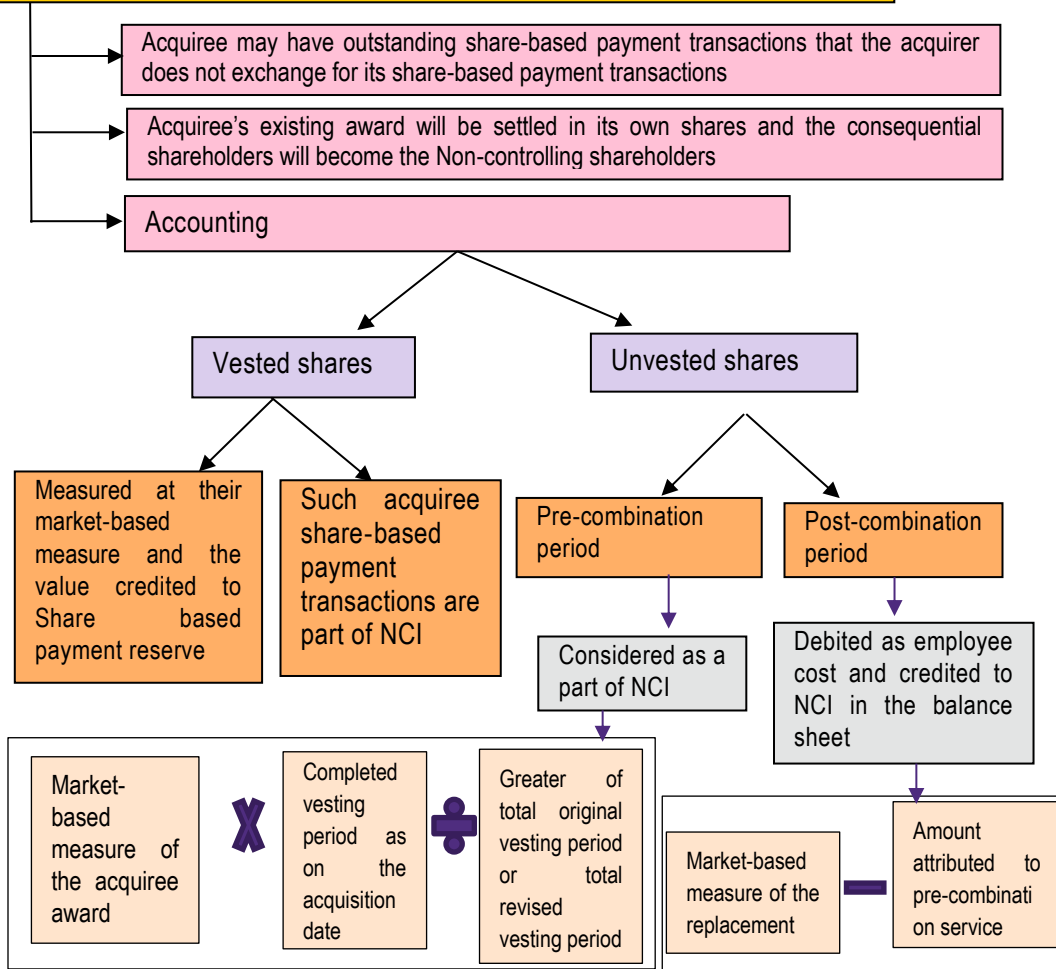 Acquiree may have outstanding share-based payment transactions that the acquirer
does not exchange for its share-based payment transactions
Acquiree's existing award will be settled in its own shares and the consequential
shareholders will become the Non-controlling shareholders
Accounting
Vested shares
Unvested shares
Measured at their
market-based
measure and the
value credited to
Share based
payment reserve
Such acquiree
share-based
payment
transactions are
part of NCI
Pre-combination
period
Post-combination
period
Considered as a
part of NCI
Debited as employee
cost and credited to
NCI in the balance
sheet
Market-
based
measure of
the acquiree
award
Completed
vesting
period as
on the
acquisition
date
Greater of
total original
vesting period
or total
revised
vesting period
Market-based
measure of the
replacement
Amount
attributed to
pre-combinati
on service